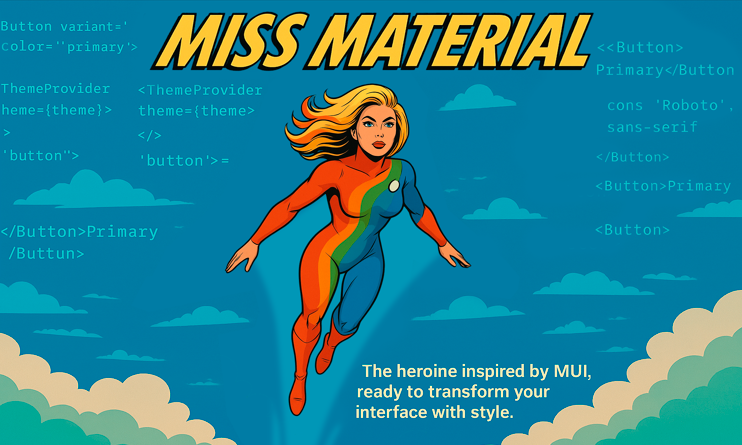 MISS MATERIAL
Button variant='
color="primary'>
ThemeProvider
heme={theme}>
>
'button">
</Button>Primary
/Buttun>
<ThemeProvider
theme={theme>
</>
'button'>=
<<Button>
Primary</Button
cons 'Roboto'.
sans-serif
</Button>
<Button>Primary
<Button>
The heroine inspired by MUI,
ready to transform your
interface with style.